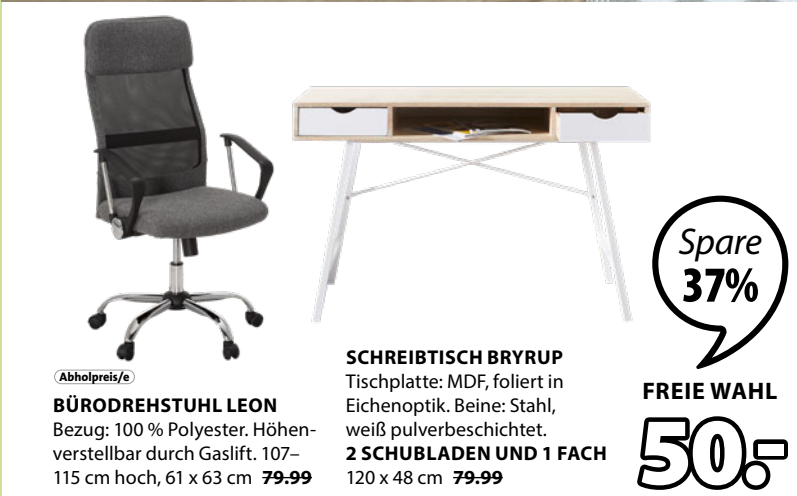 Abholpreis/e
BÜRODREHSTUHL LEON
Bezug: 100 % Polyester. Höhen-
verstellbar durch Gaslift. 107–
115 cm hoch, 61 x 63 cm 79.99
SCHREIBTISCH BRYRUP
Tischplatte: MDF, foliert in
Eichenoptik. Beine: Stahl,
weiß pulverbeschichtet.
2 SCHUBLADEN UND 1 FACH
120 x 48 cm 79.99
Spare
37%
FREIE WAHL
50.-